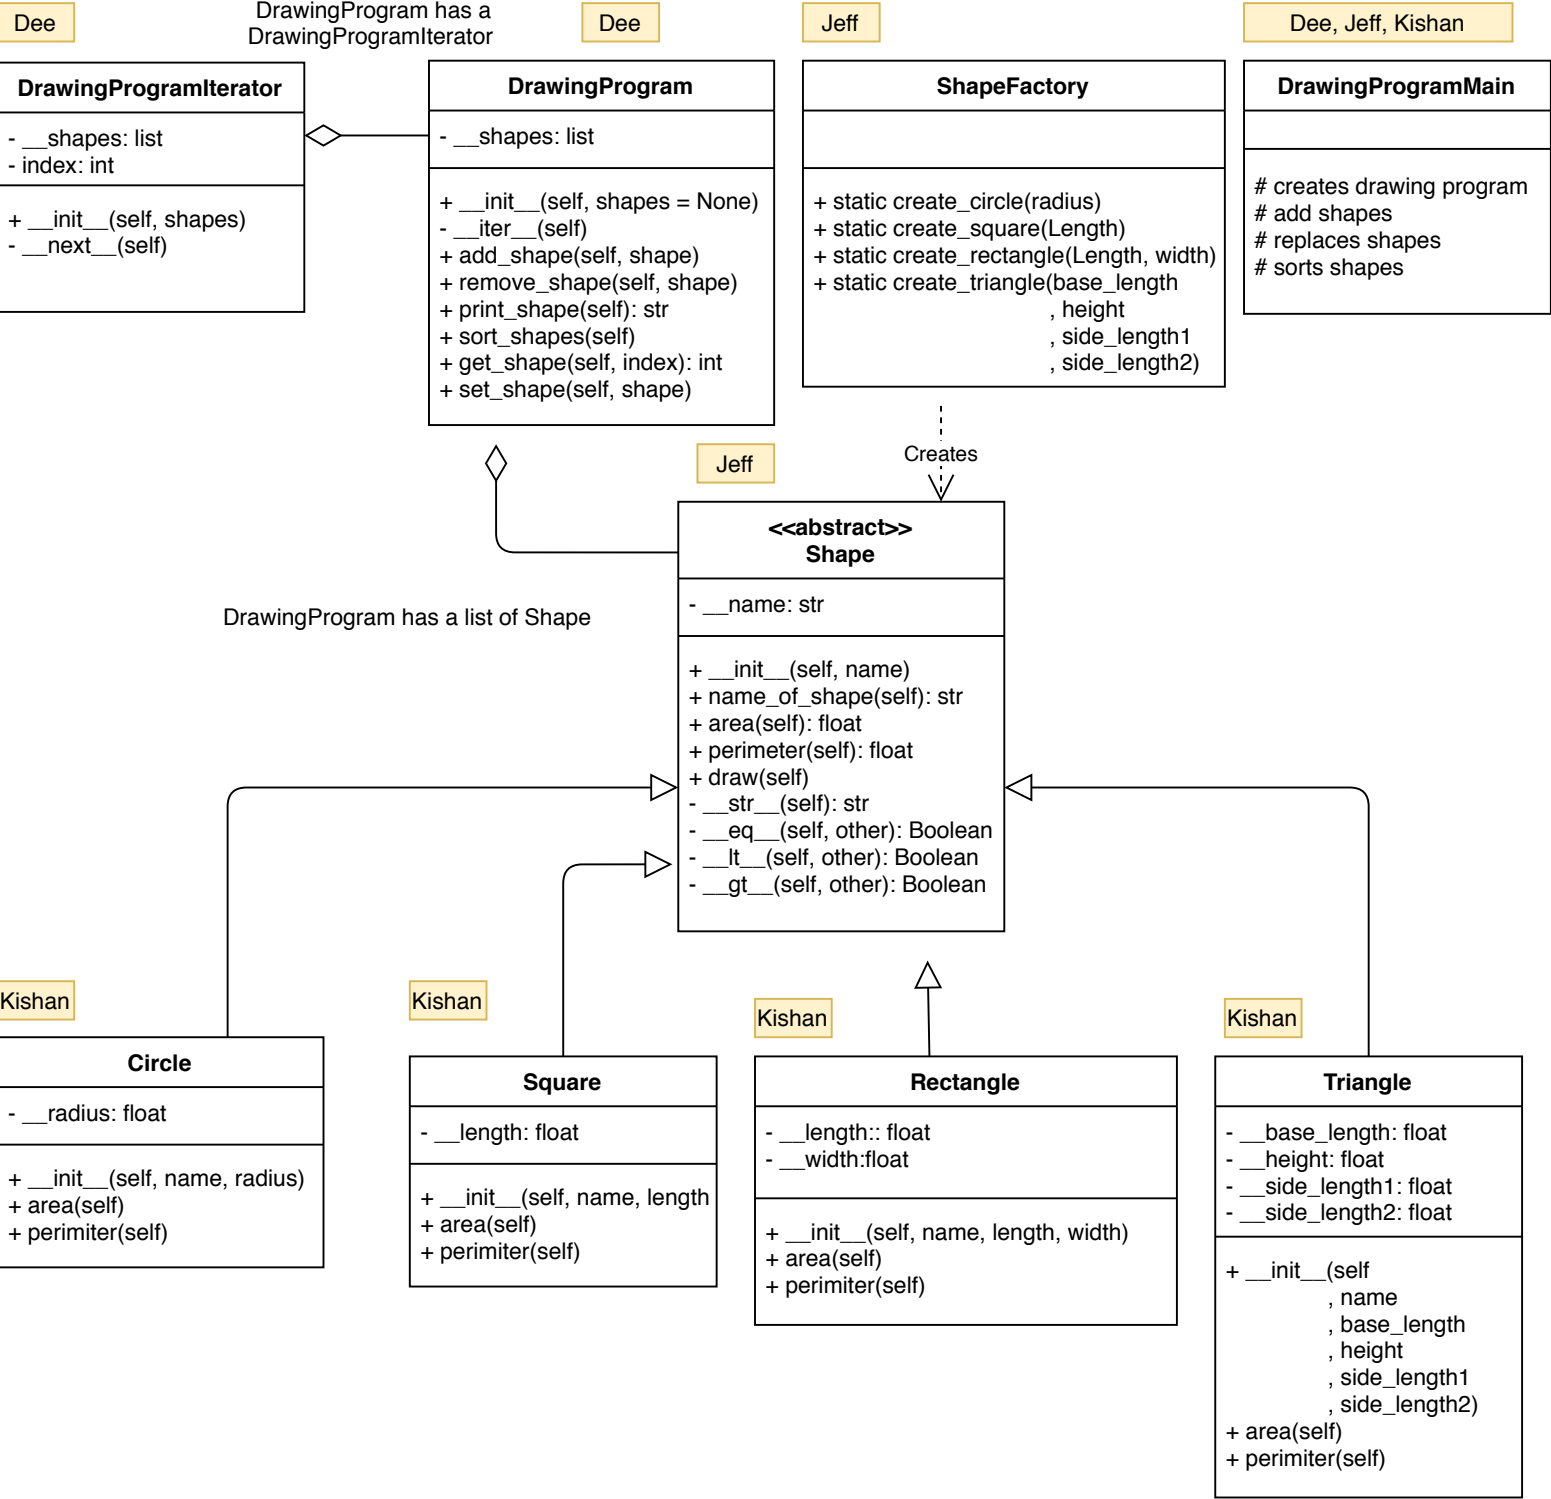 Dee
DrawingProgram has a
DrawingProgramIterator
Dee
Jeff
Dee, Jeff, Kishan
DrawingProgramIterator
- __shapes: list
- index: int
+ __init__(self, shapes)
- __next__(self)
DrawingProgram
- __shapes: list
+ __init__(self, shapes = None)
- __iter__(self)
+ add_shape(self, shape)
+ remove_shape(self, shape)
+ print_shape(self): str
+ sort_shapes(self)
+ get_shape(self, index): int
+ set_shape(self, shape)
ShapeFactory
+ static create_circle(radius)
+ static create_square(Length)
+ static create_rectangle(Length, width)
+ static create_triangle(base_length
, height
, side_length1
, side_length2)
DrawingProgramMain
# creates drawing program
# add shapes
# replaces shapes
# sorts shapes
Creates
Jeff
<<abstract>>
Shape
- __name: str
+ __init__(self, name)
+ name_of_shape(self): str
+ area(self): float
+ perimeter(self): float
+ draw(self)
- __str__(self): str
- __eq__(self, other): Boolean
- __lt__(self, other): Boolean
- __gt__(self, other): Boolean
DrawingProgram has a list of Shape
Kishan
Circle
- __radius: float
+ __init__(self, name, radius)
+ area(self)
+ perimiter(self)
Kishan
Square
- __length: float
+ __init__(self, name, length
+ area(self)
+ perimiter(self)
Kishan
Rectangle
- __length:: float
- __width:float
+ __init__(self, name, length, width)
+ area(self)
+ perimiter(self)
Kishan
Triangle
- __base_length: float
- __height: float
- __side_length1: float
- __side_length2: float
+ __init__(self
, name
, base_length
, height
, side_length1
, side_length2)
+ area(self)
+ perimiter(self)